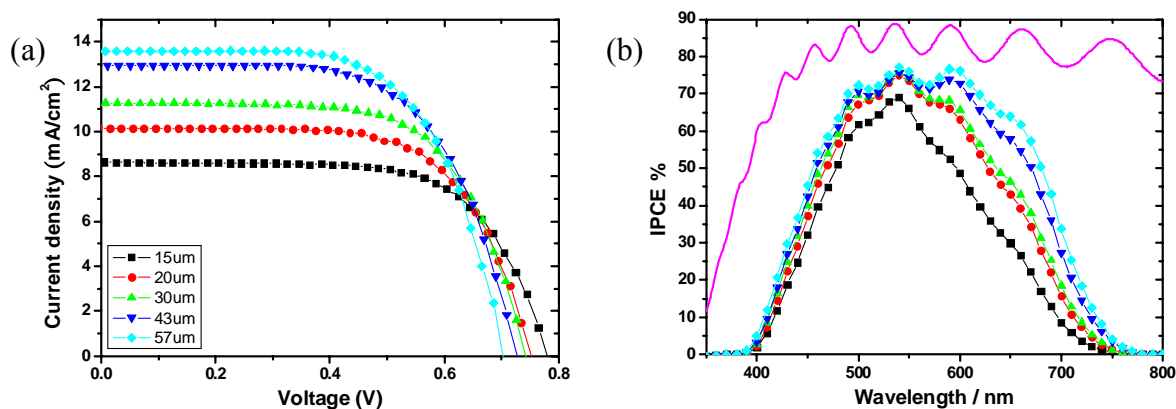 (a)
Current density (mA/cm²)
14
12
10
8
6
4
2
0
0.0 0.2 0.4 0.6 0.8
Voltage (V)
15um
20um
30um
43um
57um
(b)
IPCE %
90
80
70
60
50
40
30
20
10
0
400 500 600 700 800
Wavelength / nm